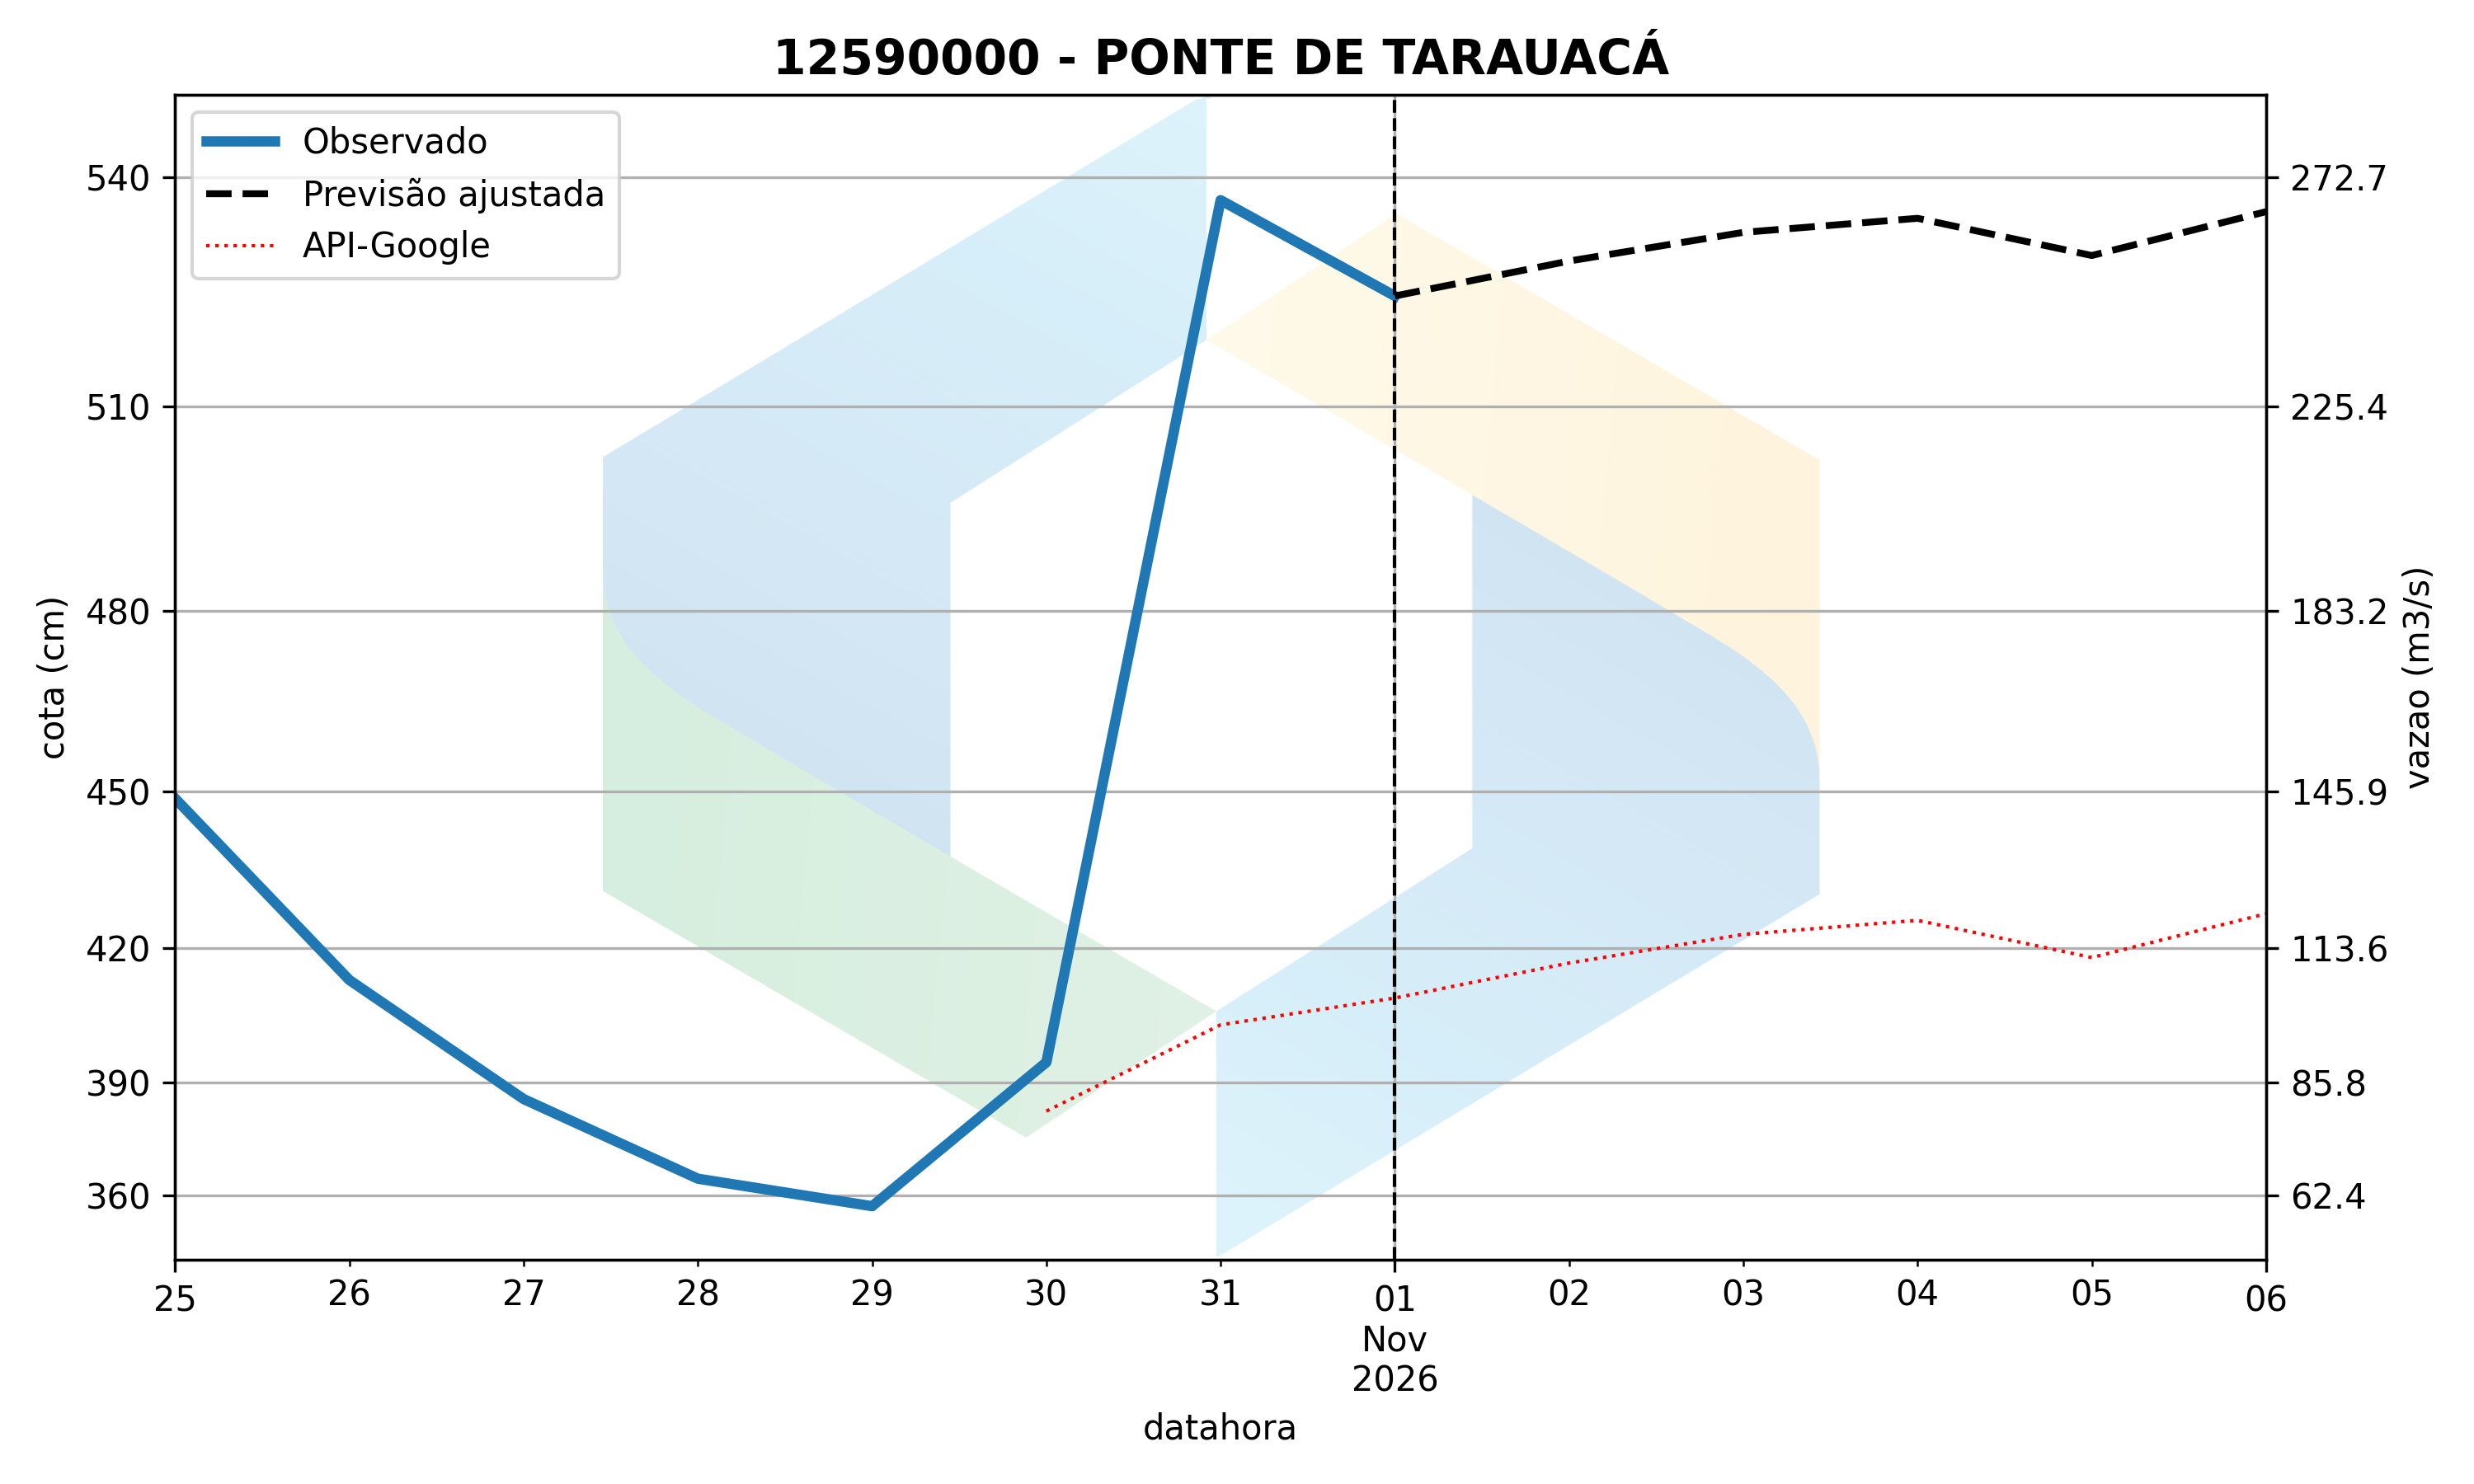 12590000 - PONTE DE TARAUACÁ
Observado
Previsão ajustada
API-Google
540
510
480
450
420
390
360
cota (cm)
272.7
225.4
183.2
145.9
113.6
85.8
62.4
vazao (m3/s)
25 26 27 28 29 30 31 01 02 03 04 05 06
Nov
2026
datahora